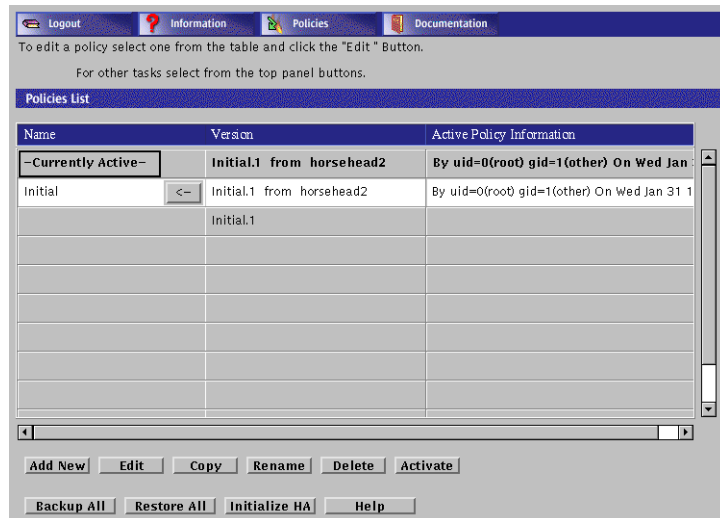 Logout Information Policies Documentation
To edit a policy select one from the table and click the "Edit " Button.
For other tasks select from the top panel buttons.
Policies List
Name Version Active Policy Information
-Currently Active- Initial.1 from horsehead2 By uid=0(root) gid=1(other) On Wed Jan
Initial <- Initial.1 from horsehead2 By uid=0(root) gid=1(other) On Wed Jan 31 1
Initial.1
Add New Edit Copy Rename Delete Activate
Backup All Restore All Initialize HA Help